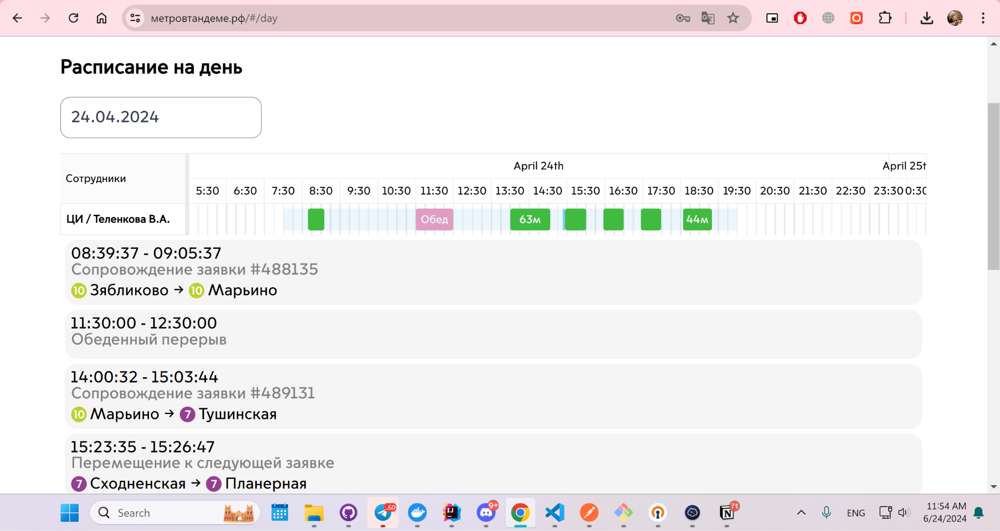 метровтандеме.рф/#/day
Расписание на день
24.04.2024
Сотрудники
April 24th
April 25t
5:30 6:30 7:30 8:30 9:30 10:30 11:30 12:30 13:30 14:30 15:30 16:30 17:30 18:30 19:30 20:30 21:30 22:30 23:30 0:30
ЦИ / Теленкова В.А.
Обед 63м 44м
08:39:37 - 09:05:37
Сопровождение заявки #488135
10 Зябликово → 10 Марьино
11:30:00 - 12:30:00
Обеденный перерыв
14:00:32 - 15:03:44
Сопровождение заявки #489131
10 Марьино → 7 Тушинская
15:23:35 - 15:26:47
Перемещение к следующей заявке
7 Сходненская → 7 Планерная
Search
..60
IJ
9+
71
ENG
11:54 AM
6/24/2024